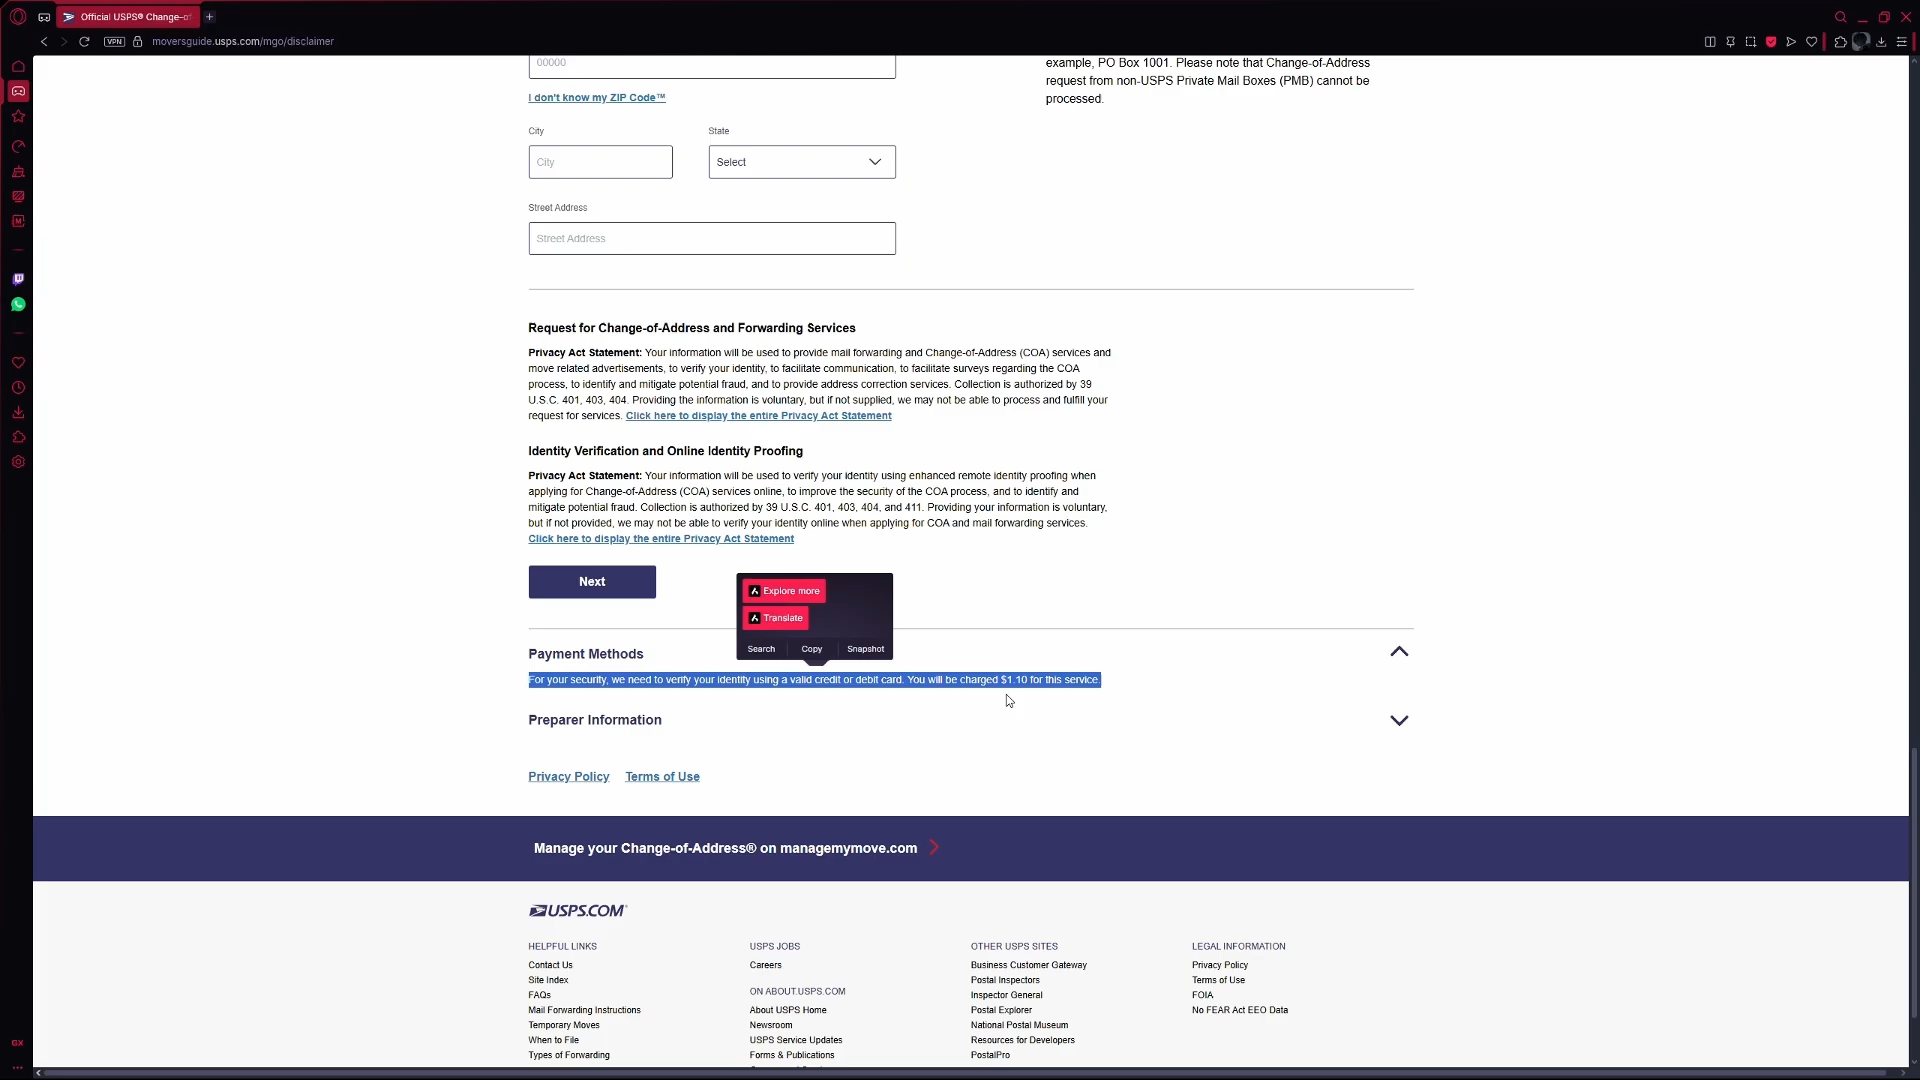 Official USPS® Change-of
VPN
moversguide.usps.com/mgo/disclaimer
00000
I don't know my ZIP Code™
example, PO Box 1001. Please note that Change-of-Address
request from non-USPS Private Mail Boxes (PMB) cannot be
processed.
City
State
City
Select
Street Address
Street Address
Request for Change-of-Address and Forwarding Services
Privacy Act Statement: Your information will be used to provide mail forwarding and Change-of-Address (COA) services and
move related advertisements, to verify your identity, to facilitate communication, to facilitate surveys regarding the COA
process, to identify and mitigate potential fraud, and to provide address correction services. Collection is authorized by 39
U.S.C. 401, 403, 404. Providing the information is voluntary, but if not supplied, we may not be able to process and fulfill your
request for services. Click here to display the entire Privacy Act Statement
Identity Verification and Online Identity Proofing
Privacy Act Statement: Your information will be used to verify your identity using enhanced remote identity proofing when
applying for Change-of-Address (COA) services online, to improve the security of the COA process, and to identify and
mitigate potential fraud. Collection is authorized by 39 U.S.C. 401, 403, 404, and 411. Providing your information is voluntary,
but if not provided, we may not be able to verify your identity online when applying for COA and mail forwarding services.
Click here to display the entire Privacy Act Statement
Next
Explore more
Translate
Search Copy Snapshot
Payment Methods
For your security, we need to verify your identity using a valid credit or debit card. You will be charged $1.10 for this service.
Preparer Information
Privacy Policy Terms of Use
Manage your Change-of-Address® on managemymove.com
USPS.COM®
HELPFUL LINKS
Contact Us
Site Index
FAQs
Mail Forwarding Instructions
Temporary Moves
When to File
Types of Forwarding
USPS JOBS
Careers
ON ABOUT.USPS.COM
About USPS Home
Newsroom
USPS Service Updates
Forms & Publications
OTHER USPS SITES
Business Customer Gateway
Postal Inspectors
Inspector General
Postal Explorer
National Postal Museum
Resources for Developers
PostalPro
LEGAL INFORMATION
Privacy Policy
Terms of Use
FOIA
No FEAR Act EEO Data
GX